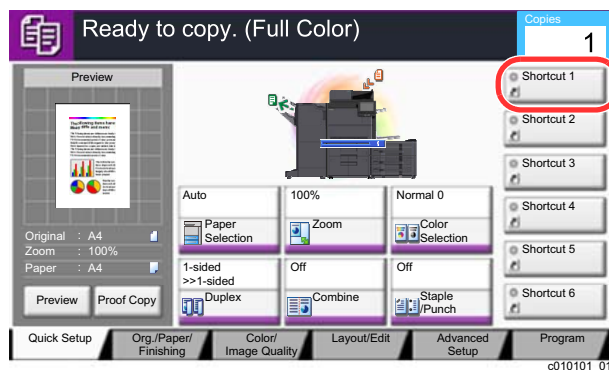 Ready to copy. (Full Color)
Copies
1
Preview
Original : A4
Zoom : 100%
Paper : A4
Preview
Proof Copy
Auto
Paper
Selection
100%
Zoom
Normal 0
Color
Selection
1-sided
>>1-sided
Duplex
Off
Combine
Off
Staple
/Punch
Shortcut 1
Shortcut 2
Shortcut 3
Shortcut 4
Shortcut 5
Shortcut 6
Quick Setup
Org./Paper/
Finishing
Color/
Image Quality
Layout/Edit
Advanced
Setup
Program
c010101_01